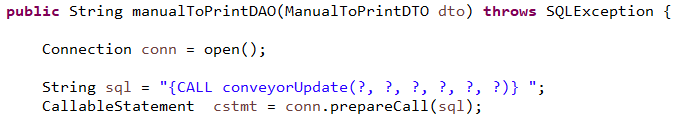 public String manualToPrintDAO(ManualToPrintDTO dto) throws SQLException {
Connection conn = open();
String sql = "{CALL conveyorUpdate(?, ?, ?, ?, ?, ?)} ";
CallableStatement  cstmt = conn.prepareCall(sql);